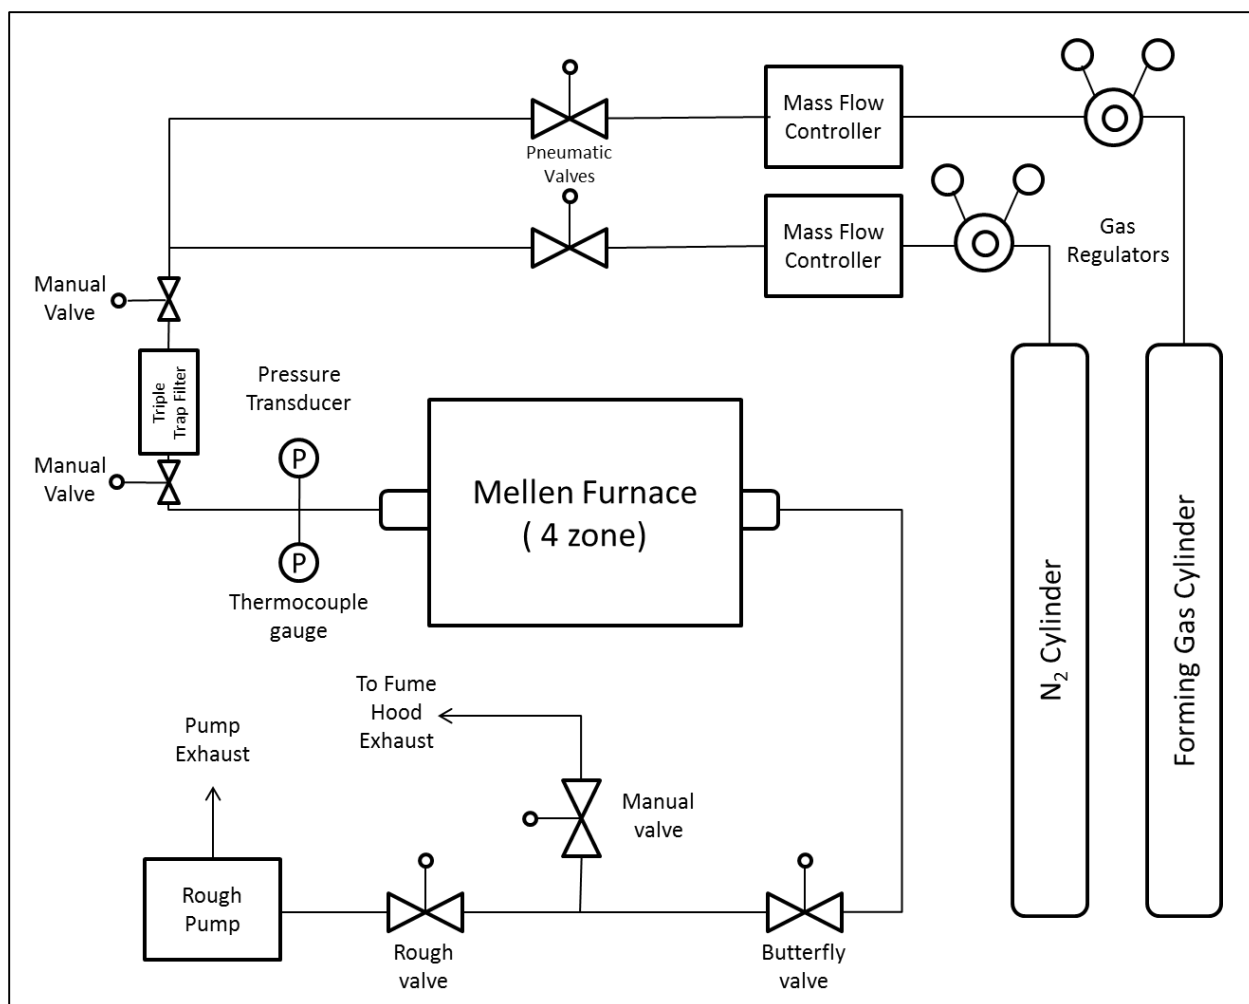 Mass Flow
Controller
Pneumatic
Valves
Mass Flow
Controller
Gas
Regulators
Manual
Valve
Triple
Trap Filter
Pressure
Transducer
Manual
Valve
P
Mellen Furnace
( 4 zone)
P
Thermocouple
gauge
N₂ Cylinder
Forming Gas Cylinder
To Fume
Hood
Exhaust
Pump
Exhaust
Manual
valve
Rough
Pump
Rough
valve
Butterfly
valve